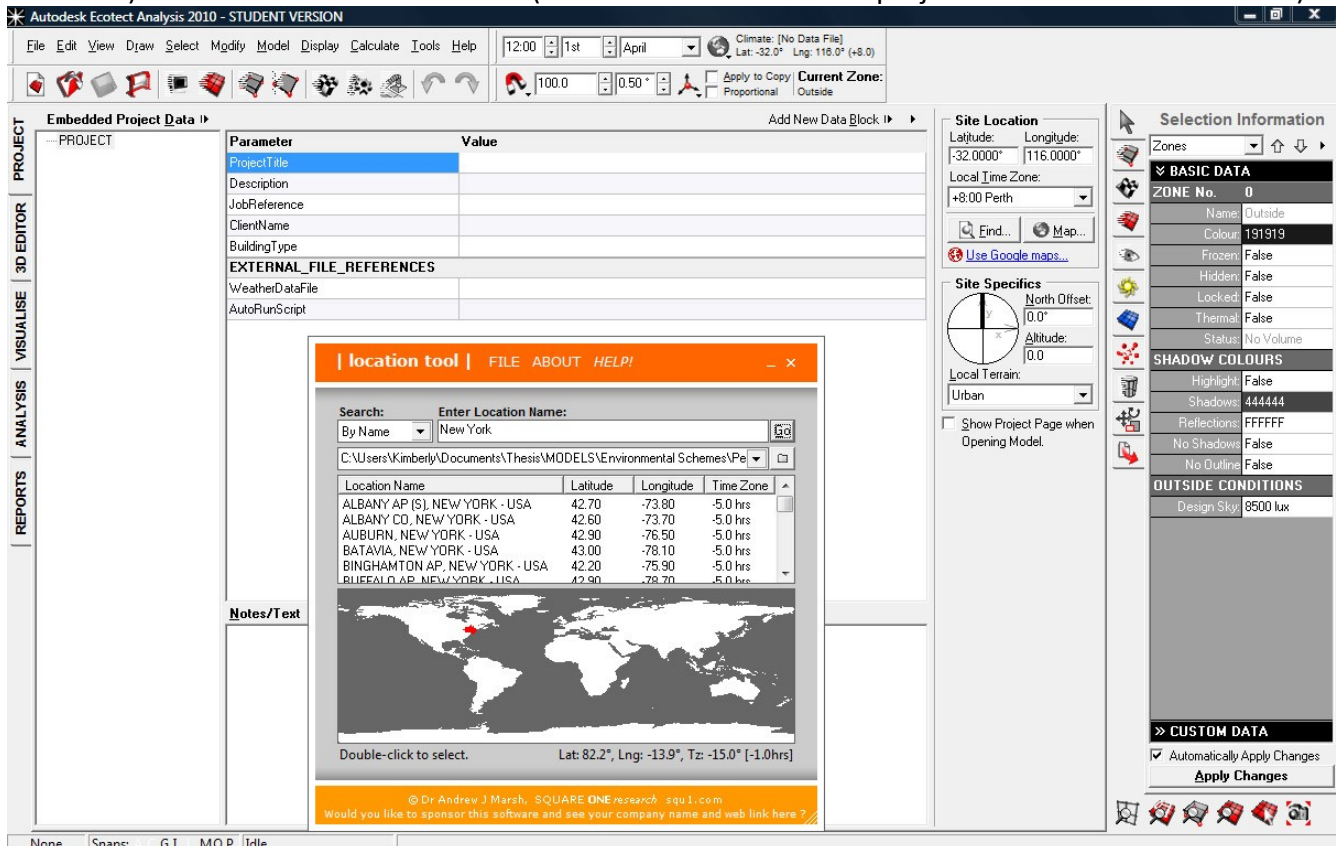 Autodesk Ecotect Analysis 2010 - STUDENT VERSION
File Edit View Draw Select Modify Model Display Calculate Tools Help
12:00 1st April
Climate: [No Data File]
Lat: -32.0° Lng: 116.0° (+8.0)
100.0 0.50 °
Apply to Copy
Proportional
Current Zone:
Outside
PROJECT
3D EDITOR
VISUALISE
ANALYSIS
REPORTS
Embedded Project Data
Add New Data Block
PROJECT
Parameter Value
ProjectTitle
Description
JobReference
ClientName
BuildingType
EXTERNAL_FILE_REFERENCES
WeatherDataFile
AutoRunScript
Notes/Text
| location tool | FILE ABOUT HELP!
Search: Enter Location Name:
By Name New York Go
C:\Users\Kimberly\Documents\Thesis\MODELS\Environmental Schemes\Pe
Location Name Latitude Longitude Time Zone
ALBANY AP (S), NEW YORK - USA 42.70 -73.80 -5.0 hrs
ALBANY CO, NEW YORK - USA 42.60 -73.70 -5.0 hrs
AUBURN, NEW YORK - USA 42.90 -76.50 -5.0 hrs
BATAVIA, NEW YORK - USA 43.00 -78.10 -5.0 hrs
BINGHAMTON AP, NEW YORK - USA 42.20 -75.90 -5.0 hrs
BUFFALO AP, NEW YORK - USA 42.90 -78.70 -5.0 hrs
Double-click to select. Lat: 82.2°, Lng: -13.9°, Tz: -15.0° [-1.0hrs]
© Dr Andrew J Marsh, SQUARE ONE research squ1.com
Would you like to sponsor this software and see your company name and web link here ?
Site Location
Latitude: Longitude:
-32.0000° 116.0000°
Local Time Zone:
+8:00 Perth
Find... Map...
Use Google maps...
Site Specifics
y
x
North Offset:
0.0°
Altitude:
0.0
Local Terrain:
Urban
Show Project Page when
Opening Model.
Selection Information
Zones
BASIC DATA
ZONE No. 0
Name: Outside
Colour: 191919
Frozen: False
Hidden: False
Locked: False
Thermal: False
Status: No Volume
SHADOW COLOURS
Highlight: False
Shadows: 444444
Reflections: FFFFFF
No Shadows: False
No Outline: False
OUTSIDE CONDITIONS
Design Sky: 8500 lux
CUSTOM DATA
Automatically Apply Changes
Apply Changes
None Snaps: G I M O P Idle